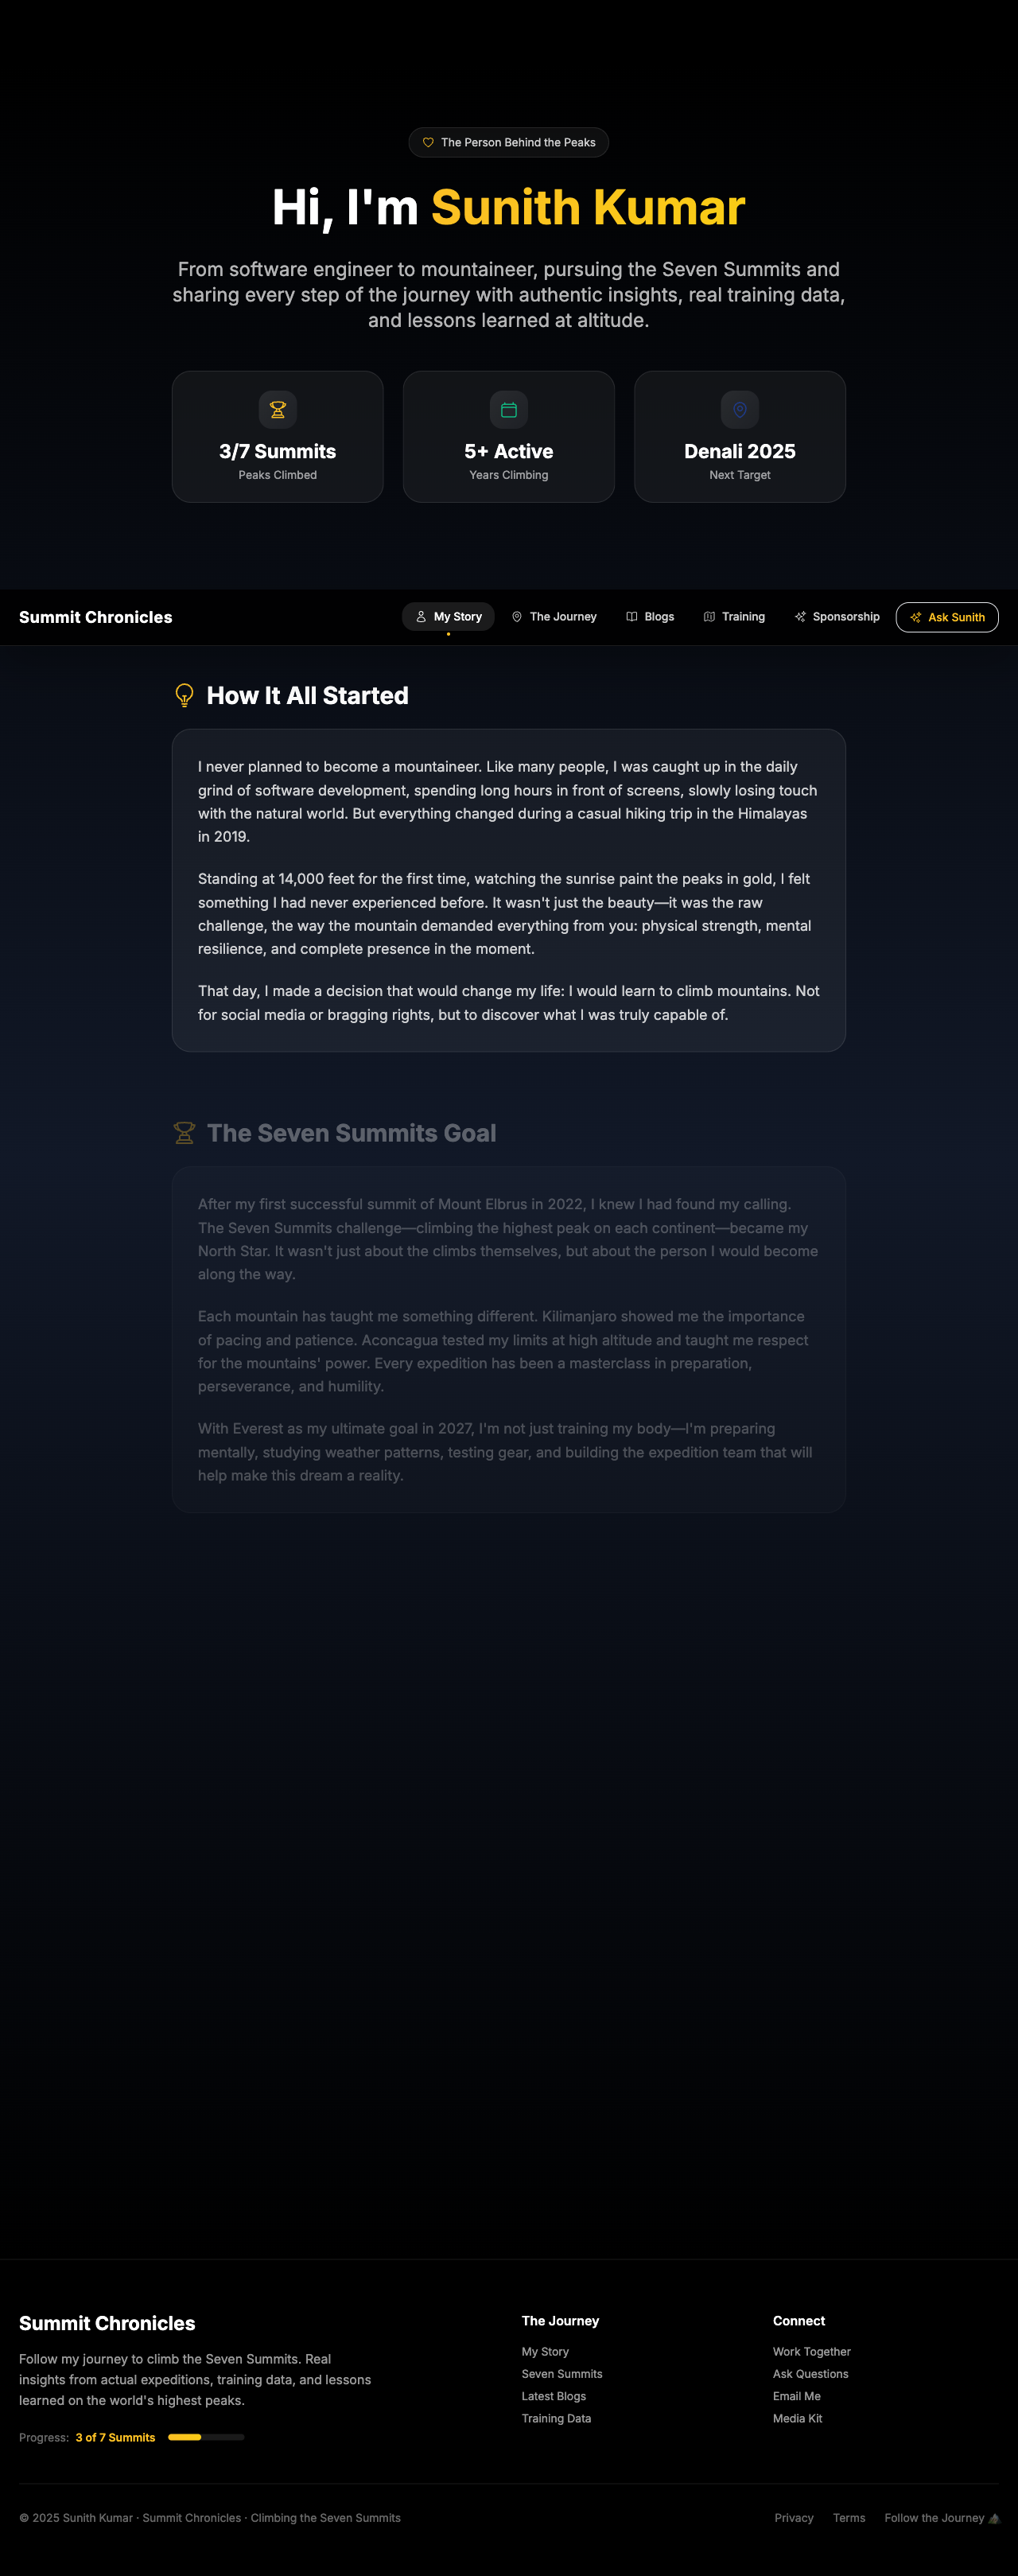 The Person Behind the Peaks
Hi, I'm Sunith Kumar
From software engineer to mountaineer, pursuing the Seven Summits and
sharing every step of the journey with authentic insights, real training data,
and lessons learned at altitude.
3/7 Summits
Peaks Climbed
5+ Active
Years Climbing
Denali 2025
Next Target
Summit Chronicles
My Story
The Journey
Blogs
Training
Sponsorship
Ask Sunith
How It All Started
I never planned to become a mountaineer. Like many people, I was caught up in the daily
grind of software development, spending long hours in front of screens, slowly losing touch
with the natural world. But everything changed during a casual hiking trip in the Himalayas
in 2019.
Standing at 14,000 feet for the first time, watching the sunrise paint the peaks in gold, I felt
something I had never experienced before. It wasn't just the beauty—it was the raw
challenge, the way the mountain demanded everything from you: physical strength, mental
resilience, and complete presence in the moment.
That day, I made a decision that would change my life: I would learn to climb mountains. Not
for social media or bragging rights, but to discover what I was truly capable of.
The Seven Summits Goal
After my first successful summit of Mount Elbrus in 2022, I knew I had found my calling.
The Seven Summits challenge—climbing the highest peak on each continent—became my
North Star. It wasn't just about the climbs themselves, but about the person I would become
along the way.
Each mountain has taught me something different. Kilimanjaro showed me the importance
of pacing and patience. Aconcagua tested my limits at high altitude and taught me respect
for the mountains' power. Every expedition has been a masterclass in preparation,
perseverance, and humility.
With Everest as my ultimate goal in 2027, I'm not just training my body—I'm preparing
mentally, studying weather patterns, testing gear, and building the expedition team that will
help make this dream a reality.
Summit Chronicles
Follow my journey to climb the Seven Summits. Real
insights from actual expeditions, training data, and lessons
learned on the world's highest peaks.
Progress: 3 of 7 Summits
The Journey
My Story
Seven Summits
Latest Blogs
Training Data
Connect
Work Together
Ask Questions
Email Me
Media Kit
© 2025 Sunith Kumar · Summit Chronicles · Climbing the Seven Summits
Privacy
Terms
Follow the Journey